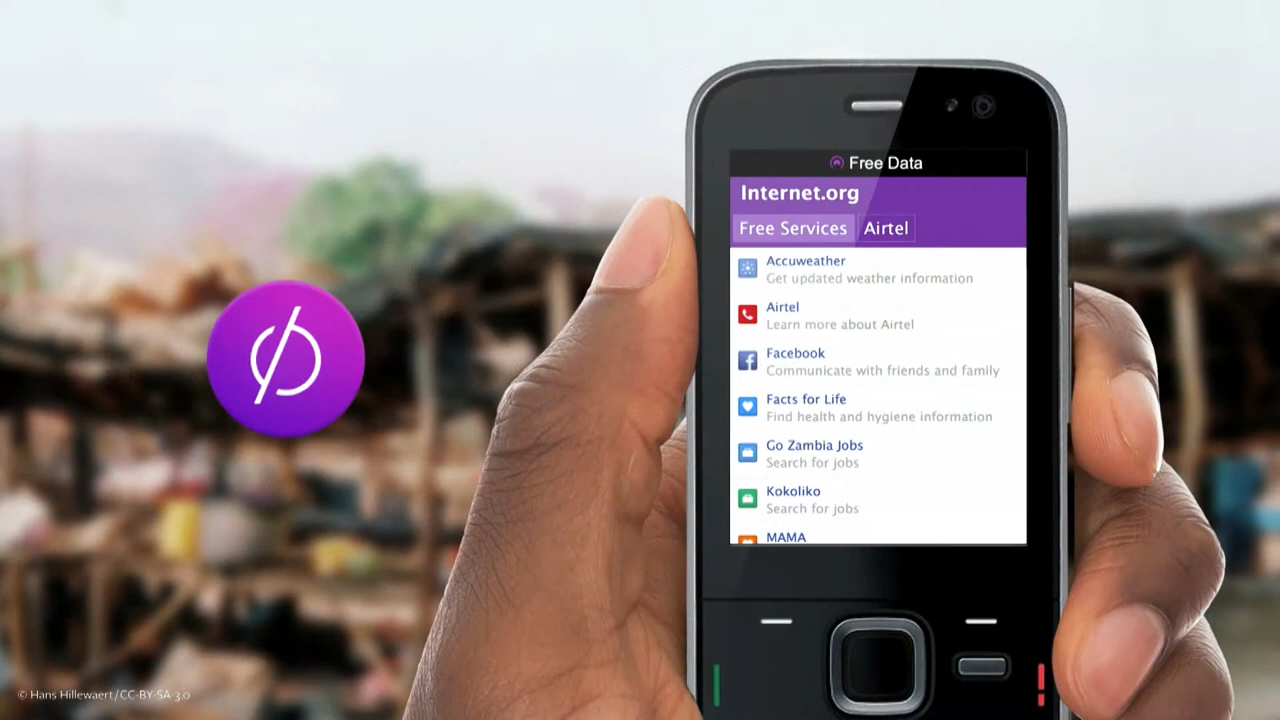 Free Data
Internet.org
Free Services Airtel
Accuweather
Get updated weather information
Airtel
Learn more about Airtel
Facebook
Communicate with friends and family
Facts for Life
Find health and hygiene information
Go Zambia Jobs
Search for jobs
Kokoliko
Search for jobs
MAMA
© Hans Hillewaert/CC-BY-SA 3.0